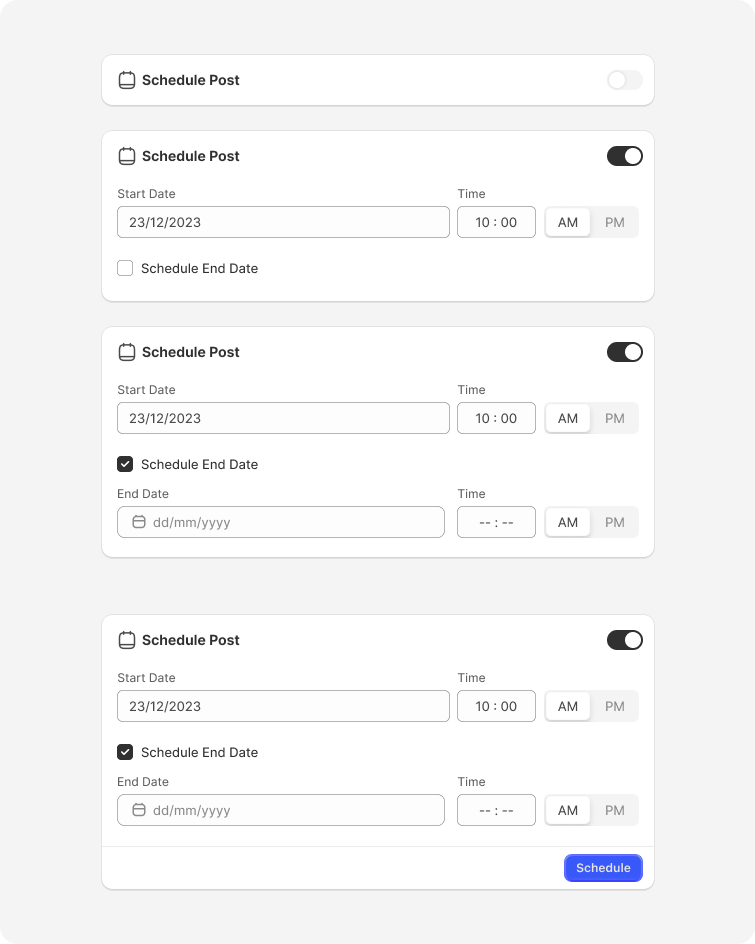 Schedule Post
Schedule Post
Start Date Time
23/12/2023 10 : 00 AM PM
Schedule End Date
Schedule Post
Start Date Time
23/12/2023 10 : 00 AM PM
Schedule End Date
End Date Time
dd/mm/yyyy -- : -- AM PM
Schedule Post
Start Date Time
23/12/2023 10 : 00 AM PM
Schedule End Date
End Date Time
dd/mm/yyyy -- : -- AM PM
Schedule